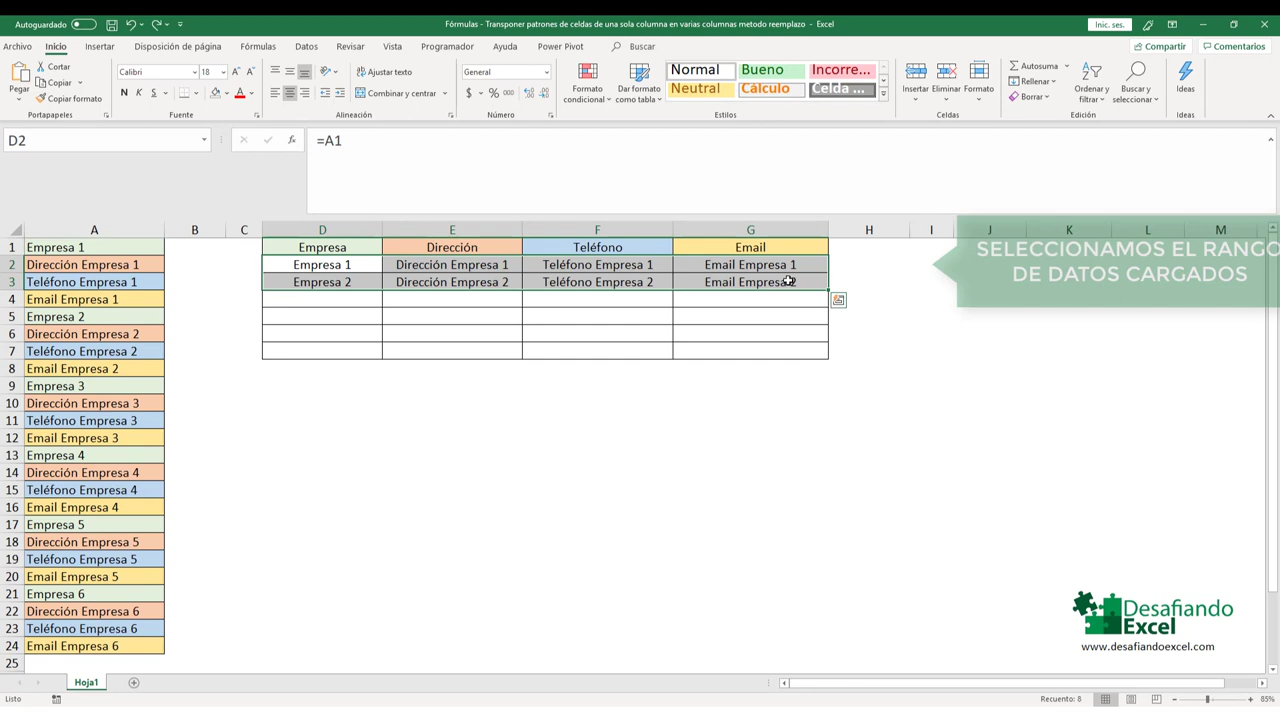 Autoguardado
Fórmulas - Transponer patrones de celdas de una sola columna en varias columnas metodo reemplazo - Excel
Inic. ses.
Archivo Inicio Insertar Disposición de página Fórmulas Datos Revisar Vista Programador Ayuda Power Pivot Buscar
Compartir Comentarios
Pegar
Cortar
Copiar
Copiar formato
Portapapeles
Calibri 18
N K S
Fuente
Ajustar texto
Combinar y centrar
Alineación
General
$ % 000
Número
Formato condicional
Dar formato como tabla
Normal Bueno Incorre...
Neutral Cálculo Celda ...
Estilos
Insertar Eliminar Formato
Celdas
Autosuma
Rellenar
Borrar
Ordenar y filtrar
Buscar y seleccionar
Edición
Ideas
Ideas
D2 fx =A1
A B C D E F G H I J K L M
1 Empresa 1 Empresa Dirección Teléfono Email
2 Dirección Empresa 1 Empresa 1 Dirección Empresa 1 Teléfono Empresa 1 Email Empresa 1
3 Teléfono Empresa 1 Empresa 2 Dirección Empresa 2 Teléfono Empresa 2 Email Empresa 2
4 Email Empresa 1
5 Empresa 2
6 Dirección Empresa 2
7 Teléfono Empresa 2
8 Email Empresa 2
9 Empresa 3
10 Dirección Empresa 3
11 Teléfono Empresa 3
12 Email Empresa 3
13 Empresa 4
14 Dirección Empresa 4
15 Teléfono Empresa 4
16 Email Empresa 4
17 Empresa 5
18 Dirección Empresa 5
19 Teléfono Empresa 5
20 Email Empresa 5
21 Empresa 6
22 Dirección Empresa 6
23 Teléfono Empresa 6
24 Email Empresa 6
25
SELECCIONAMOS EL RANGO
DE DATOS CARGADOS
Desafiando
Excel
www.desafiandoexcel.com
Hoja1
Listo
Recuento: 8
85%